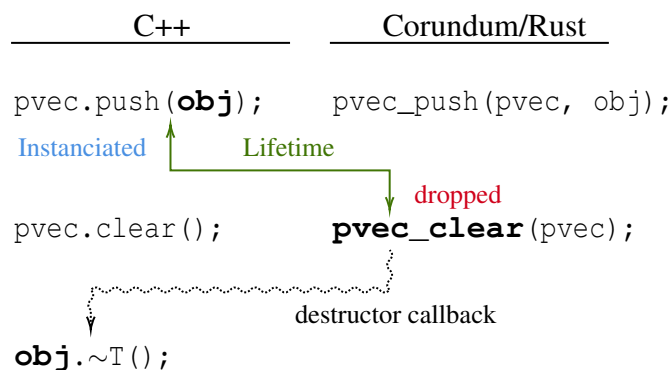 C++ Corundum/Rust
pvec.push(obj); pvec_push(pvec, obj);
Instanciated Lifetime
dropped
pvec.clear(); pvec_clear(pvec);
destructor callback
obj.~T();